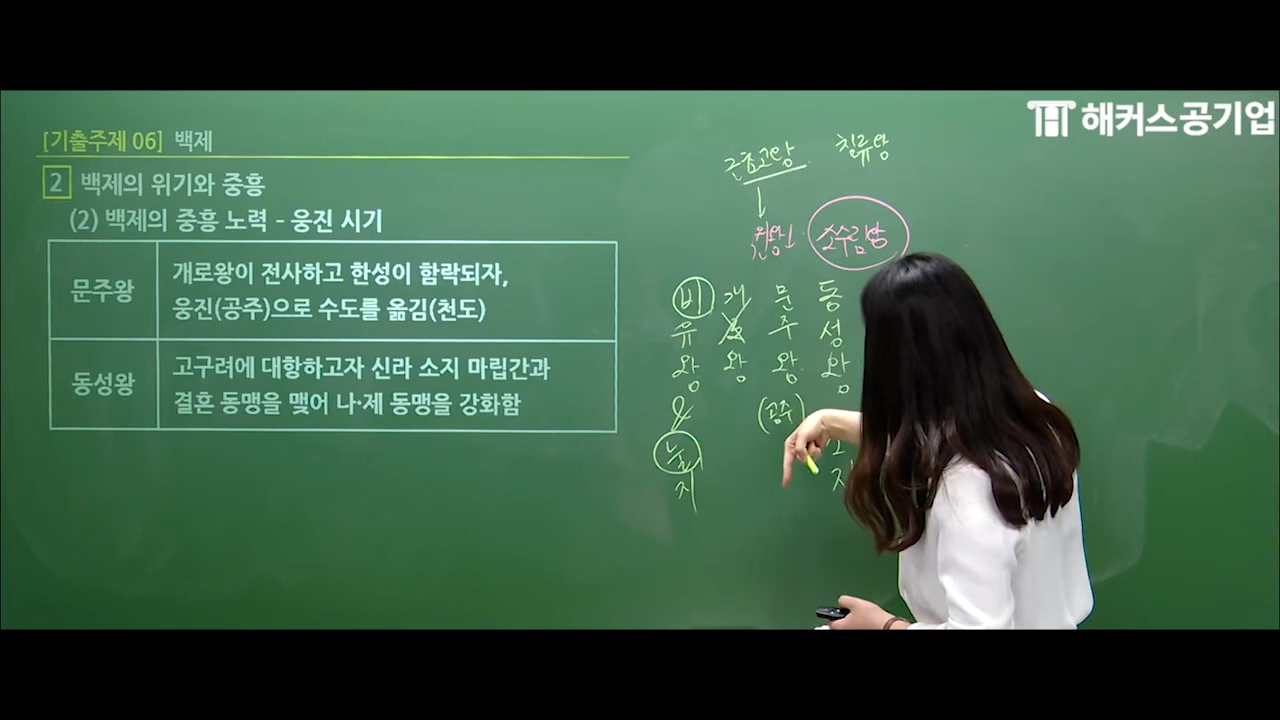 해커스공기업
[기출주제 06] 백제
2 백제의 위기와 중흥
(2) 백제의 중흥 노력 - 웅진 시기
문주왕
개로왕이 전사하고 한성이 함락되자,
웅진(공주)으로 수도를 옮김(천도)
동성왕
고구려에 대항하고자 신라 소지 마립간과
결혼 동맹을 맺어 나·제 동맹을 강화함
근초고왕
침류왕
소수림왕
비유왕
눌지
개
왕
문주왕
(공주)
동성왕